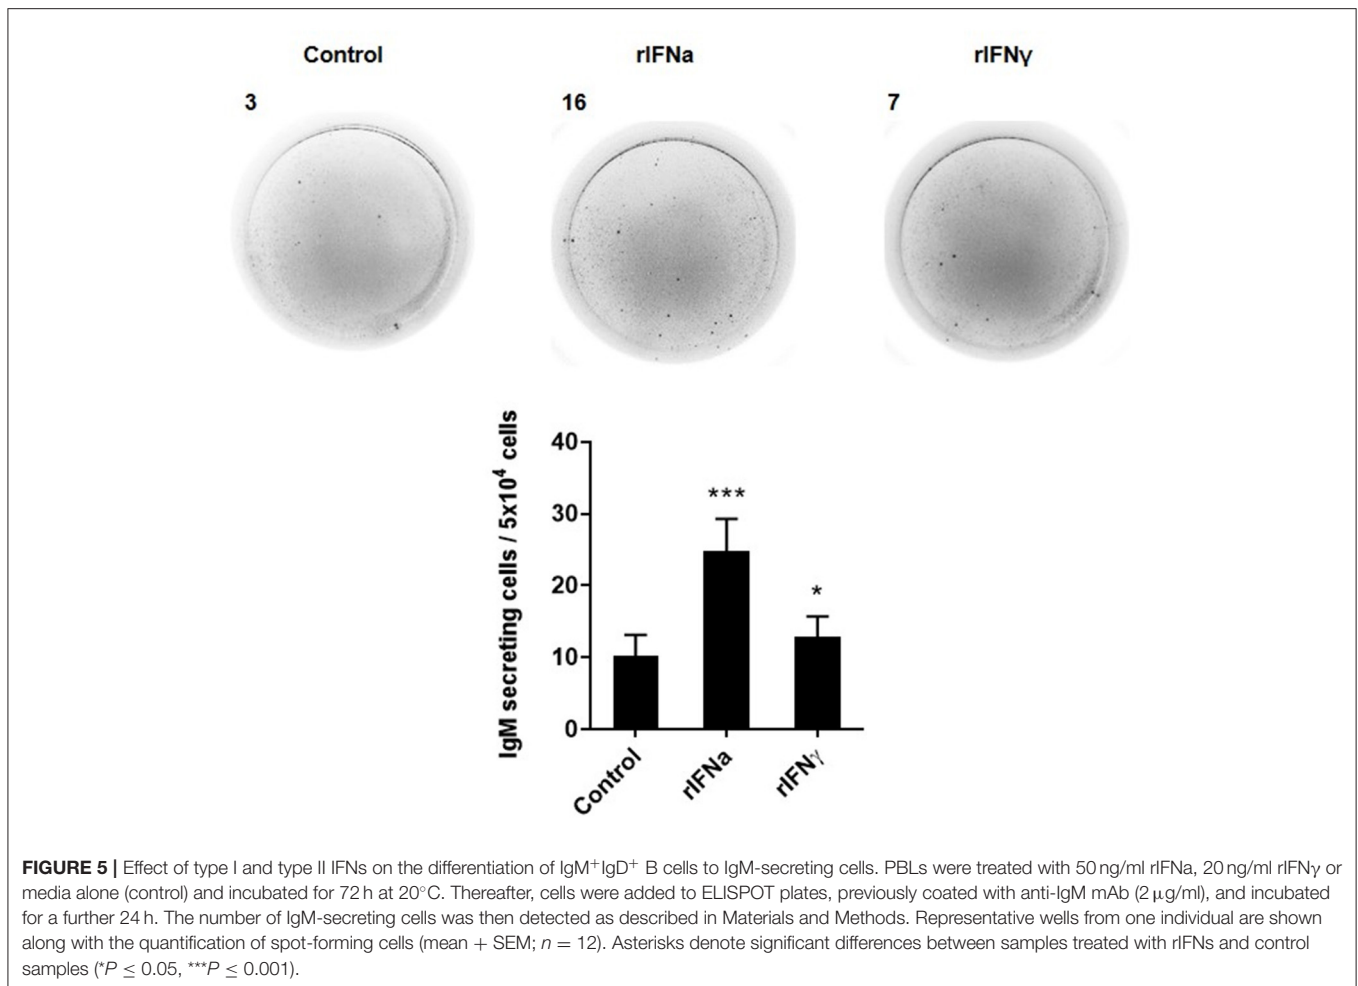 Control rIFNa rIFNγ
3 16 7
IgM secreting cells / 5x10⁴ cells
40
30
20
10
0
***
*
Control rIFNa rIFNγ
FIGURE 5 | Effect of type I and type II IFNs on the differentiation of IgM⁺IgD⁺ B cells to IgM-secreting cells. PBLs were treated with 50 ng/ml rIFNa, 20 ng/ml rIFNγ or
media alone (control) and incubated for 72 h at 20°C. Thereafter, cells were added to ELISPOT plates, previously coated with anti-IgM mAb (2 μg/ml), and incubated
for a further 24 h. The number of IgM-secreting cells was then detected as described in Materials and Methods. Representative wells from one individual are shown
along with the quantification of spot-forming cells (mean + SEM; n = 12). Asterisks denote significant differences between samples treated with rIFNs and control
samples (*P ≤ 0.05, ***P ≤ 0.001).